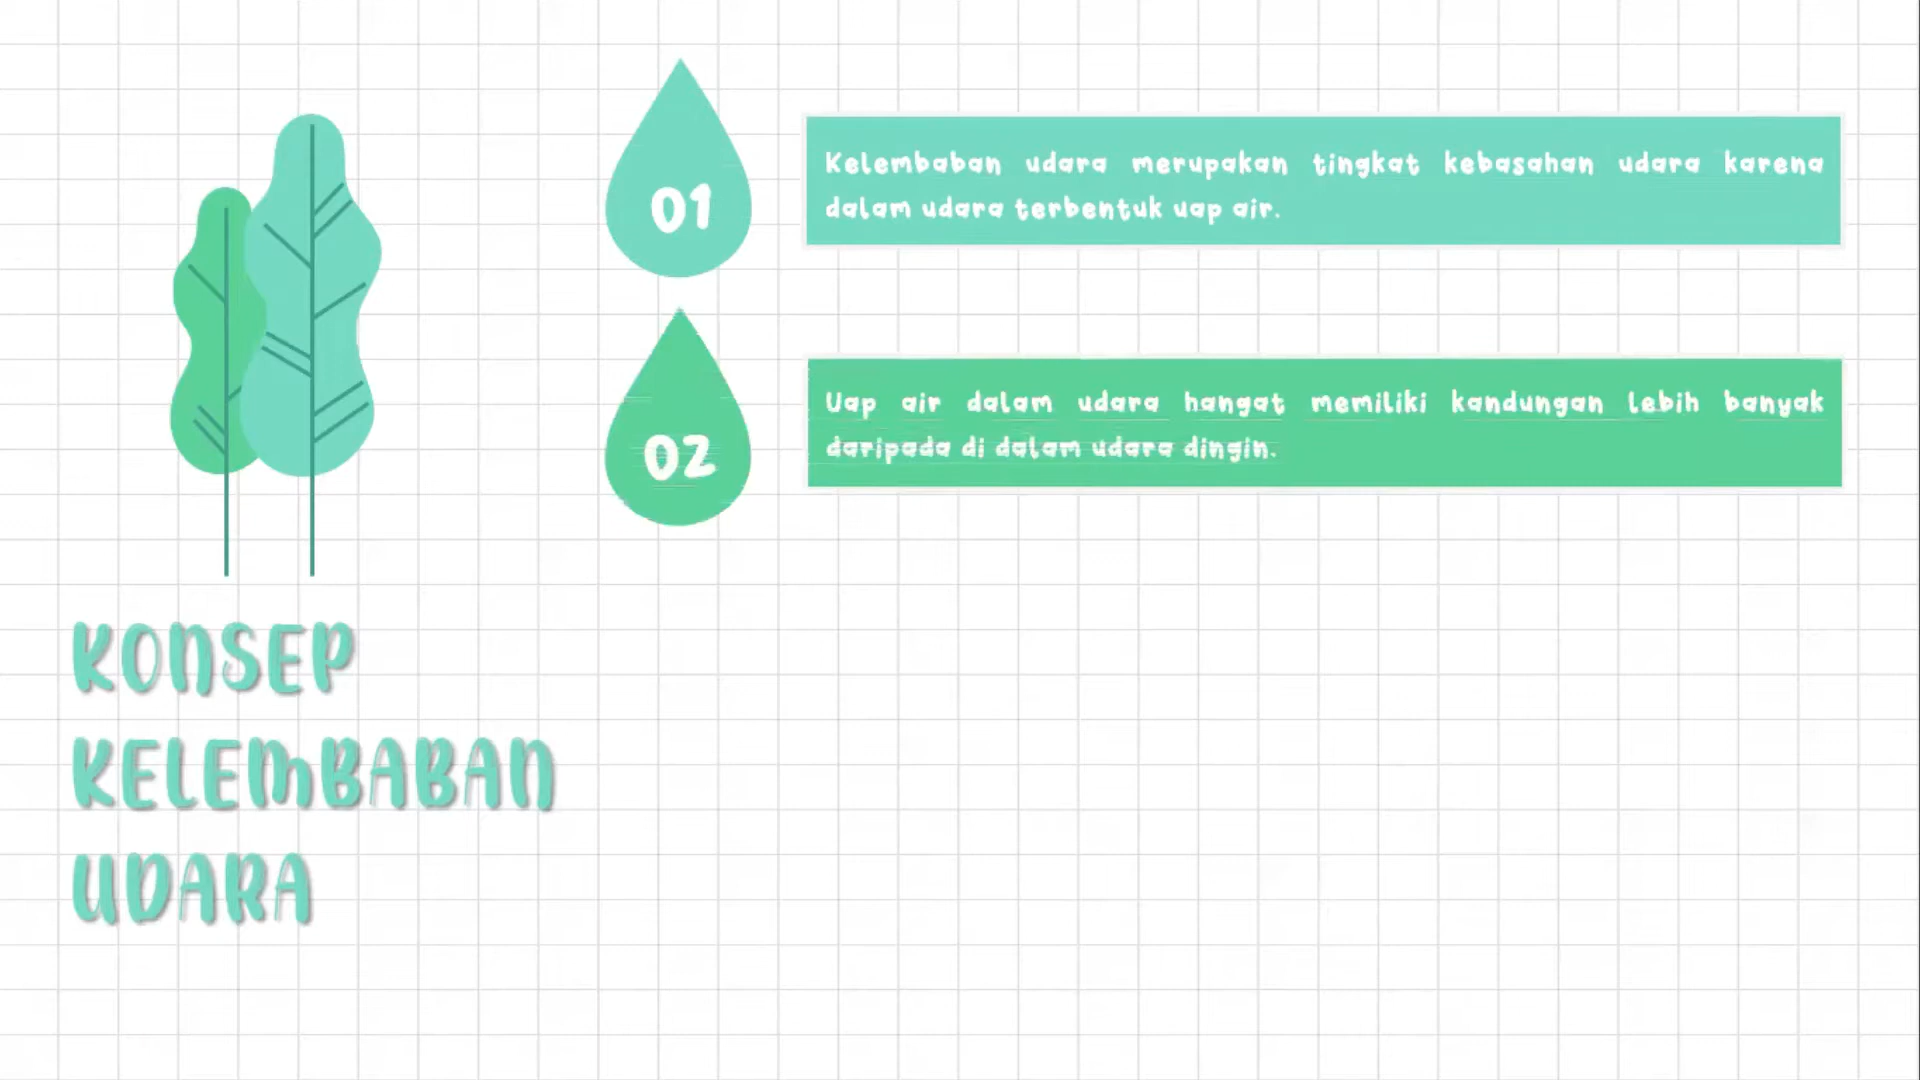 01
Kelembaban udara merupakan tingkat kebasahan udara karena
dalam udara terbentuk uap air.
02
Uap air dalam udara hangat memiliki kandungan lebih banyak
daripada di dalam udara dingin.
KONSEP
KELEMBABAN
UDARA